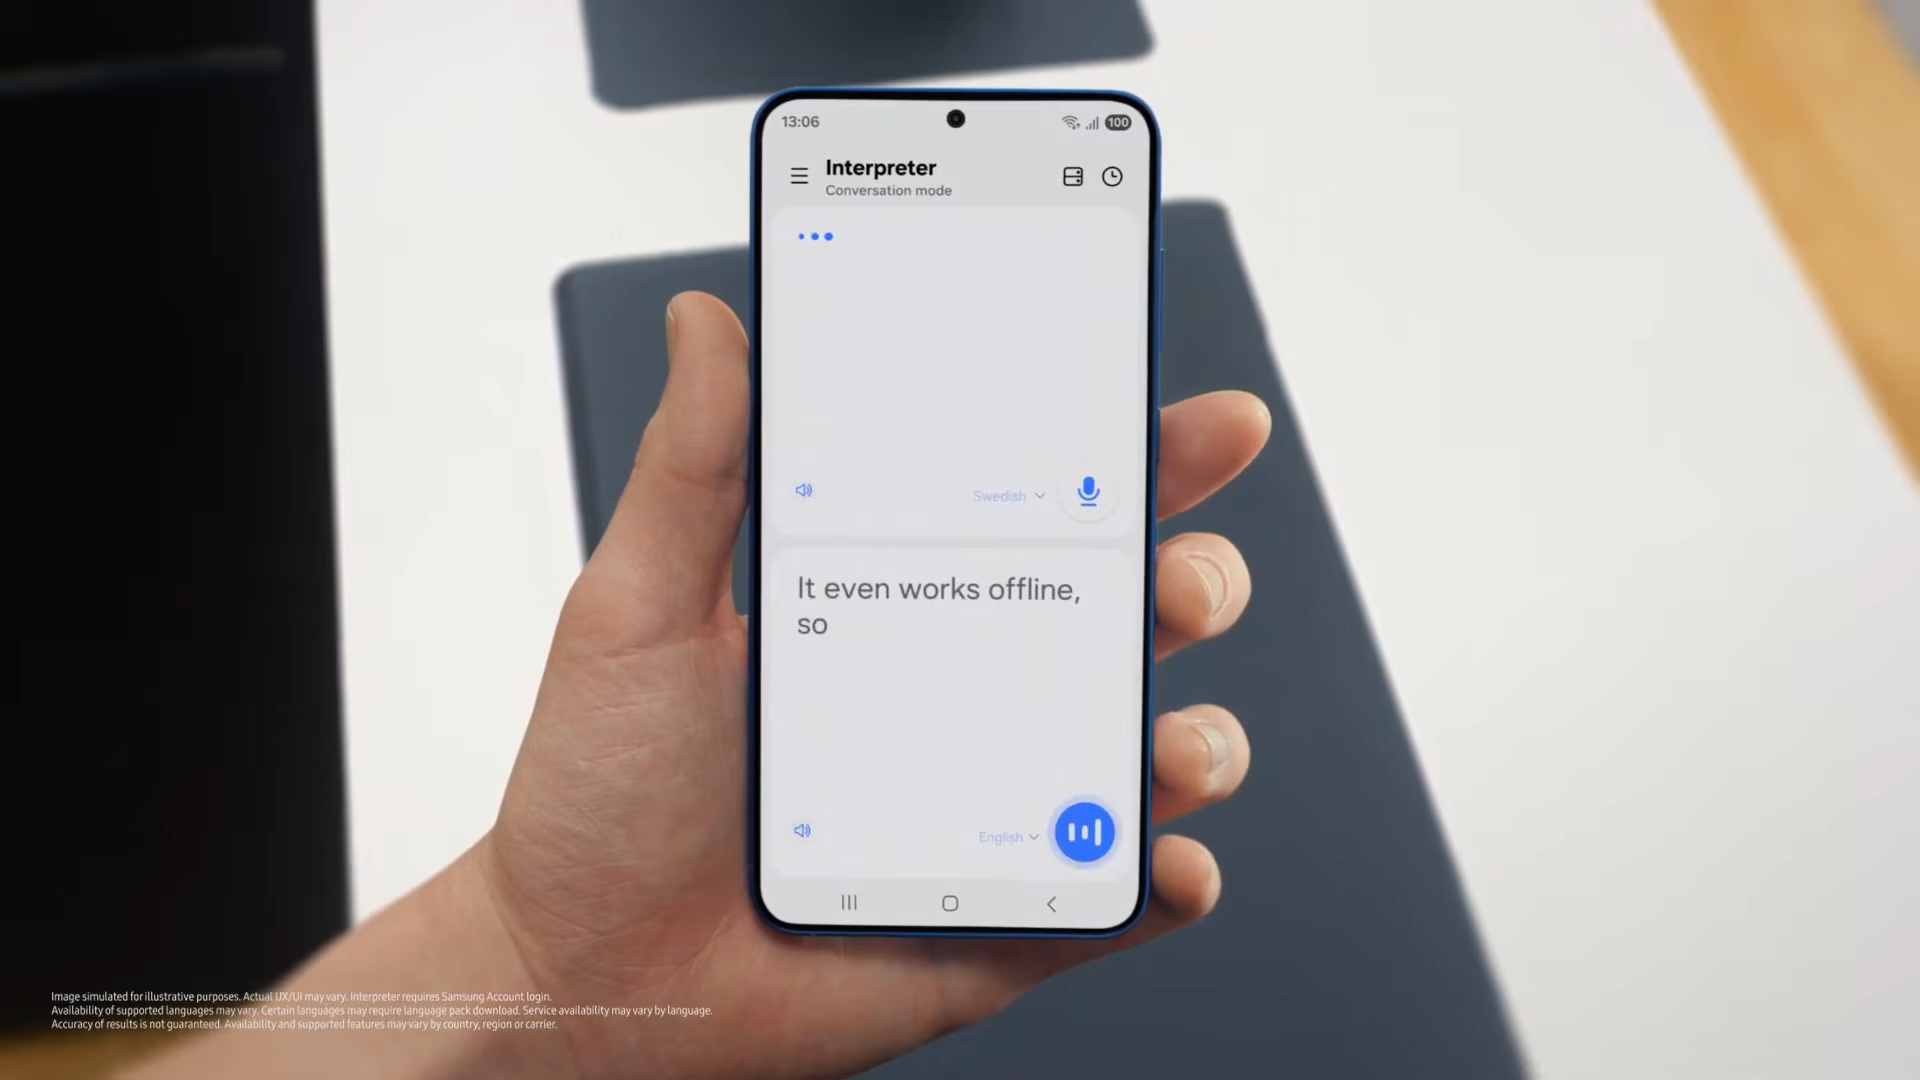 13:06
100
Interpreter
Conversation mode
Swedish
It even works offline,
so
English
Image simulated for illustrative purposes. Actual UX/UI may vary. Interpreter requires Samsung Account login.
Availability of supported languages may vary. Certain languages may require language pack download. Service availability may vary by language.
Accuracy of results is not guaranteed. Availability and supported features may vary by country, region or carrier.